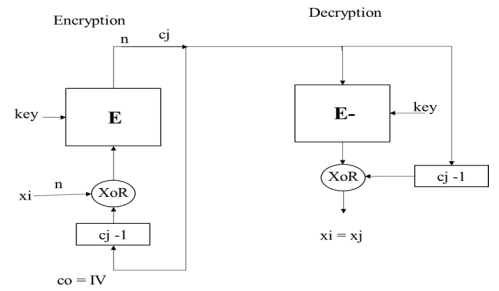 Encryption
Decryption
n
cj
key
E
E-
key
xi
n
XoR
XoR
cj -1
cj -1
xi = xj
co = IV